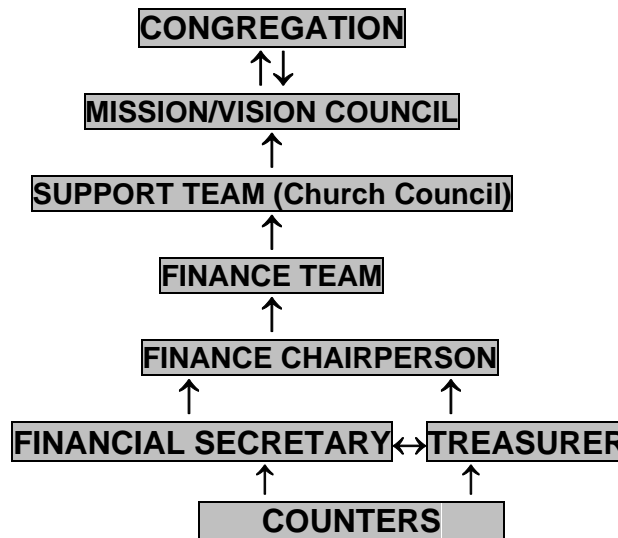 CONGREGATION
↑↓
MISSION/VISION COUNCIL
↑
SUPPORT TEAM (Church Council)
↑
FINANCE TEAM
↑
FINANCE CHAIRPERSON
↑ ↑
FINANCIAL SECRETARY↔TREASURER
↑ ↑
COUNTERS